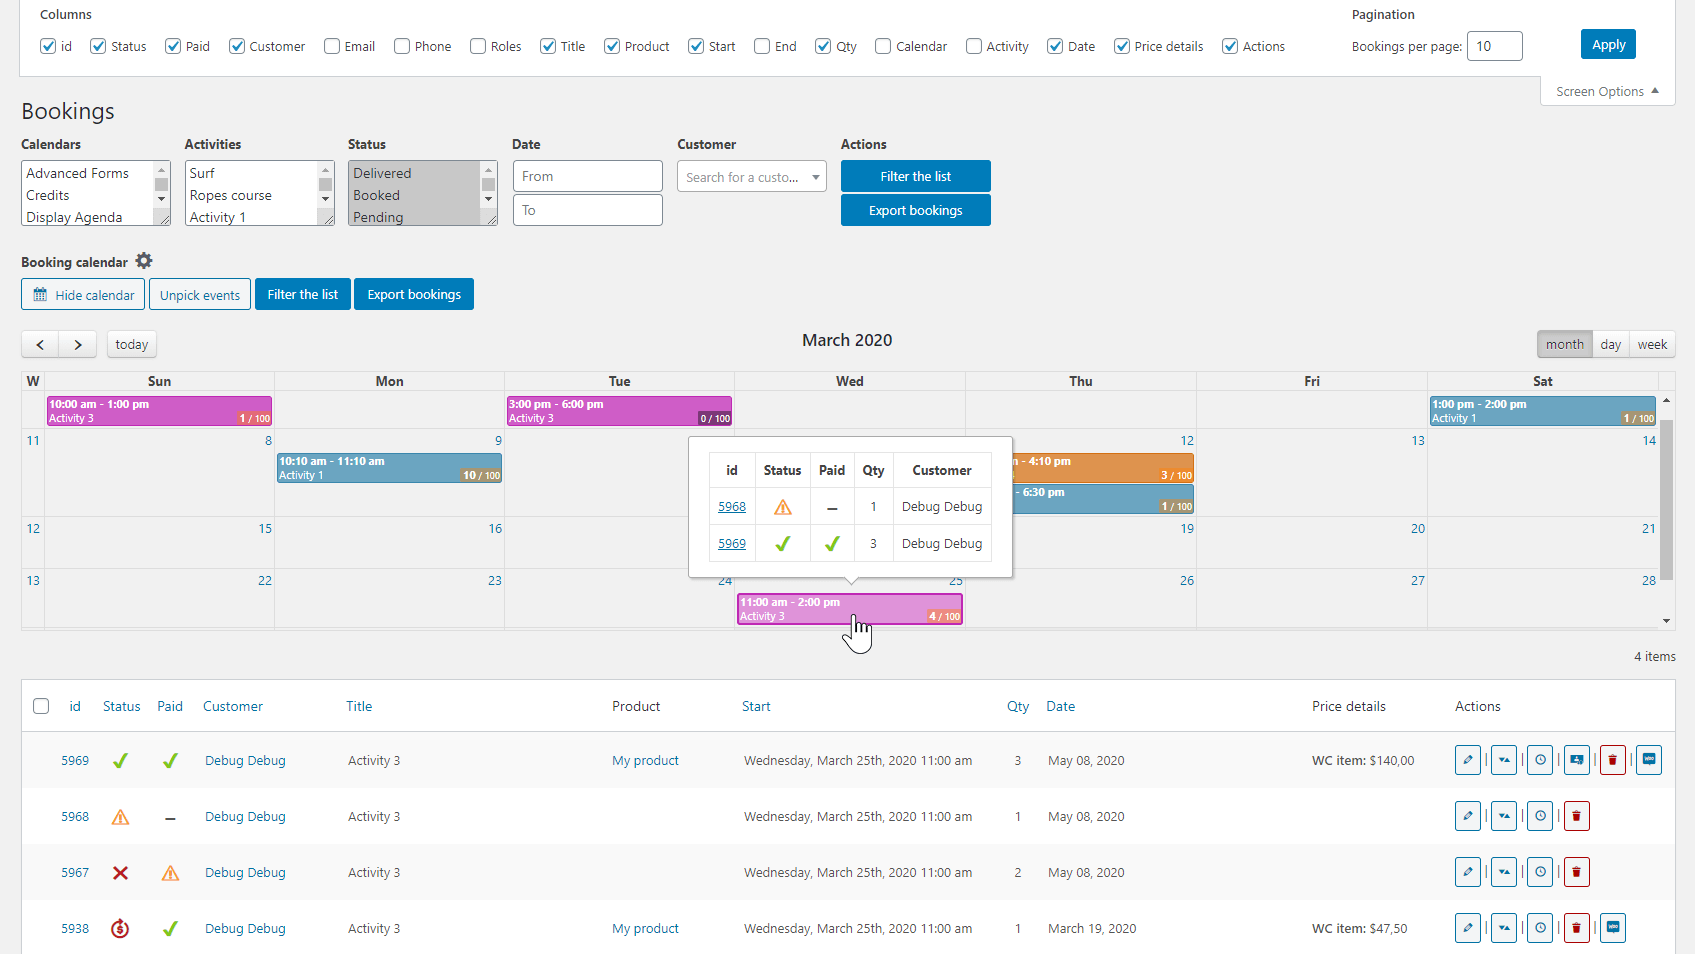 Columns
Pagination
id Status Paid Customer Email Phone Roles Title Product Start End Qty Calendar Activity Date Price details Actions
Bookings per page: 10
Apply
Screen Options
Bookings
Calendars Activities Status Date Customer Actions
Advanced Forms
Credits
Display Agenda
Surf
Ropes course
Activity 1
Delivered
Booked
Pending
From
To
Search for a custo...
Filter the list
Export bookings
Booking calendar
Hide calendar Unpick events Filter the list Export bookings
< > today
March 2020
month day week
W Sun Mon Tue Wed Thu Fri Sat
10:00 am - 1:00 pm
Activity 3 1 / 100
3:00 pm - 6:00 pm
Activity 3 0 / 100
1:00 pm - 2:00 pm
Activity 1 1 / 100
11 8 9 12 13 14
10:10 am - 11:10 am
Activity 1 10 / 100
- 4:10 pm
3 / 100
- 6:30 pm
1 / 100
id Status Paid Qty Customer
5968 – 1 Debug Debug
5969 3 Debug Debug
12 15 16 19 20 21
13 22 23 24 25 26 27 28
11:00 am - 2:00 pm
Activity 3 4 / 100
4 items
id Status Paid Customer Title Product Start Qty Date Price details Actions
5969 Debug Debug Activity 3 My product Wednesday, March 25th, 2020 11:00 am 3 May 08, 2020 WC item: $140,00 | | | | |
5968 – Debug Debug Activity 3 Wednesday, March 25th, 2020 11:00 am 1 May 08, 2020 | | |
5967 Debug Debug Activity 3 Wednesday, March 25th, 2020 11:00 am 2 May 08, 2020 | | |
5938 Debug Debug Activity 3 My product Wednesday, March 25th, 2020 11:00 am 1 March 19, 2020 WC item: $47,50 | | | |